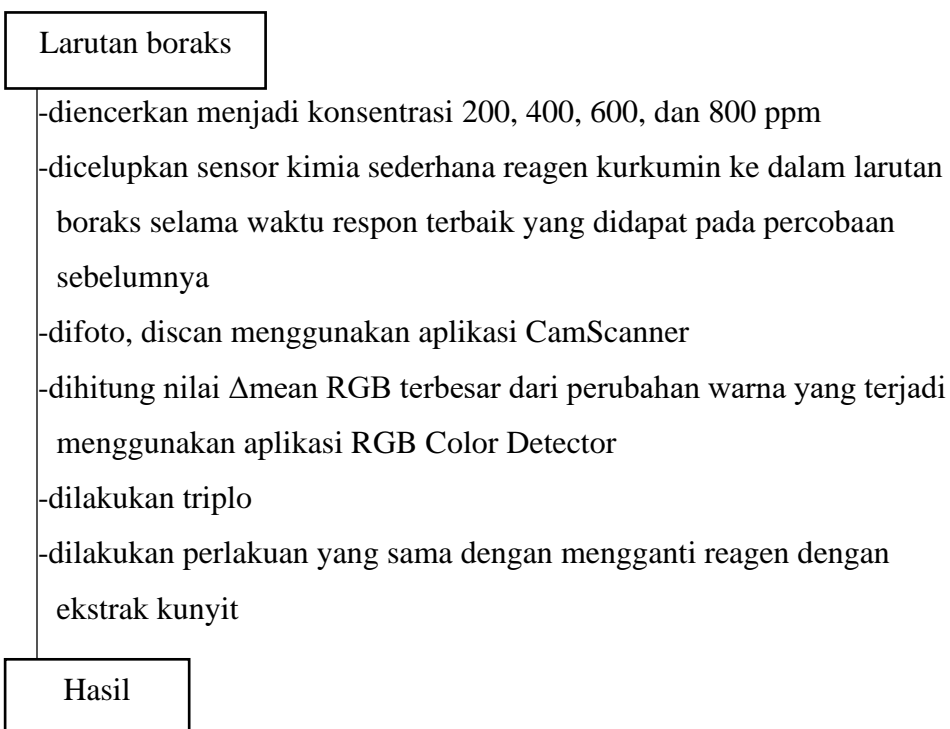 Larutan boraks
-diencerkan menjadi konsentrasi 200, 400, 600, dan 800 ppm
-dicelupkan sensor kimia sederhana reagen kurkumin ke dalam larutan
boraks selama waktu respon terbaik yang didapat pada percobaan
sebelumnya
-difoto, discan menggunakan aplikasi CamScanner
-dihitung nilai Δmean RGB terbesar dari perubahan warna yang terjadi
menggunakan aplikasi RGB Color Detector
-dilakukan triplo
-dilakukan perlakuan yang sama dengan mengganti reagen dengan
ekstrak kunyit
Hasil